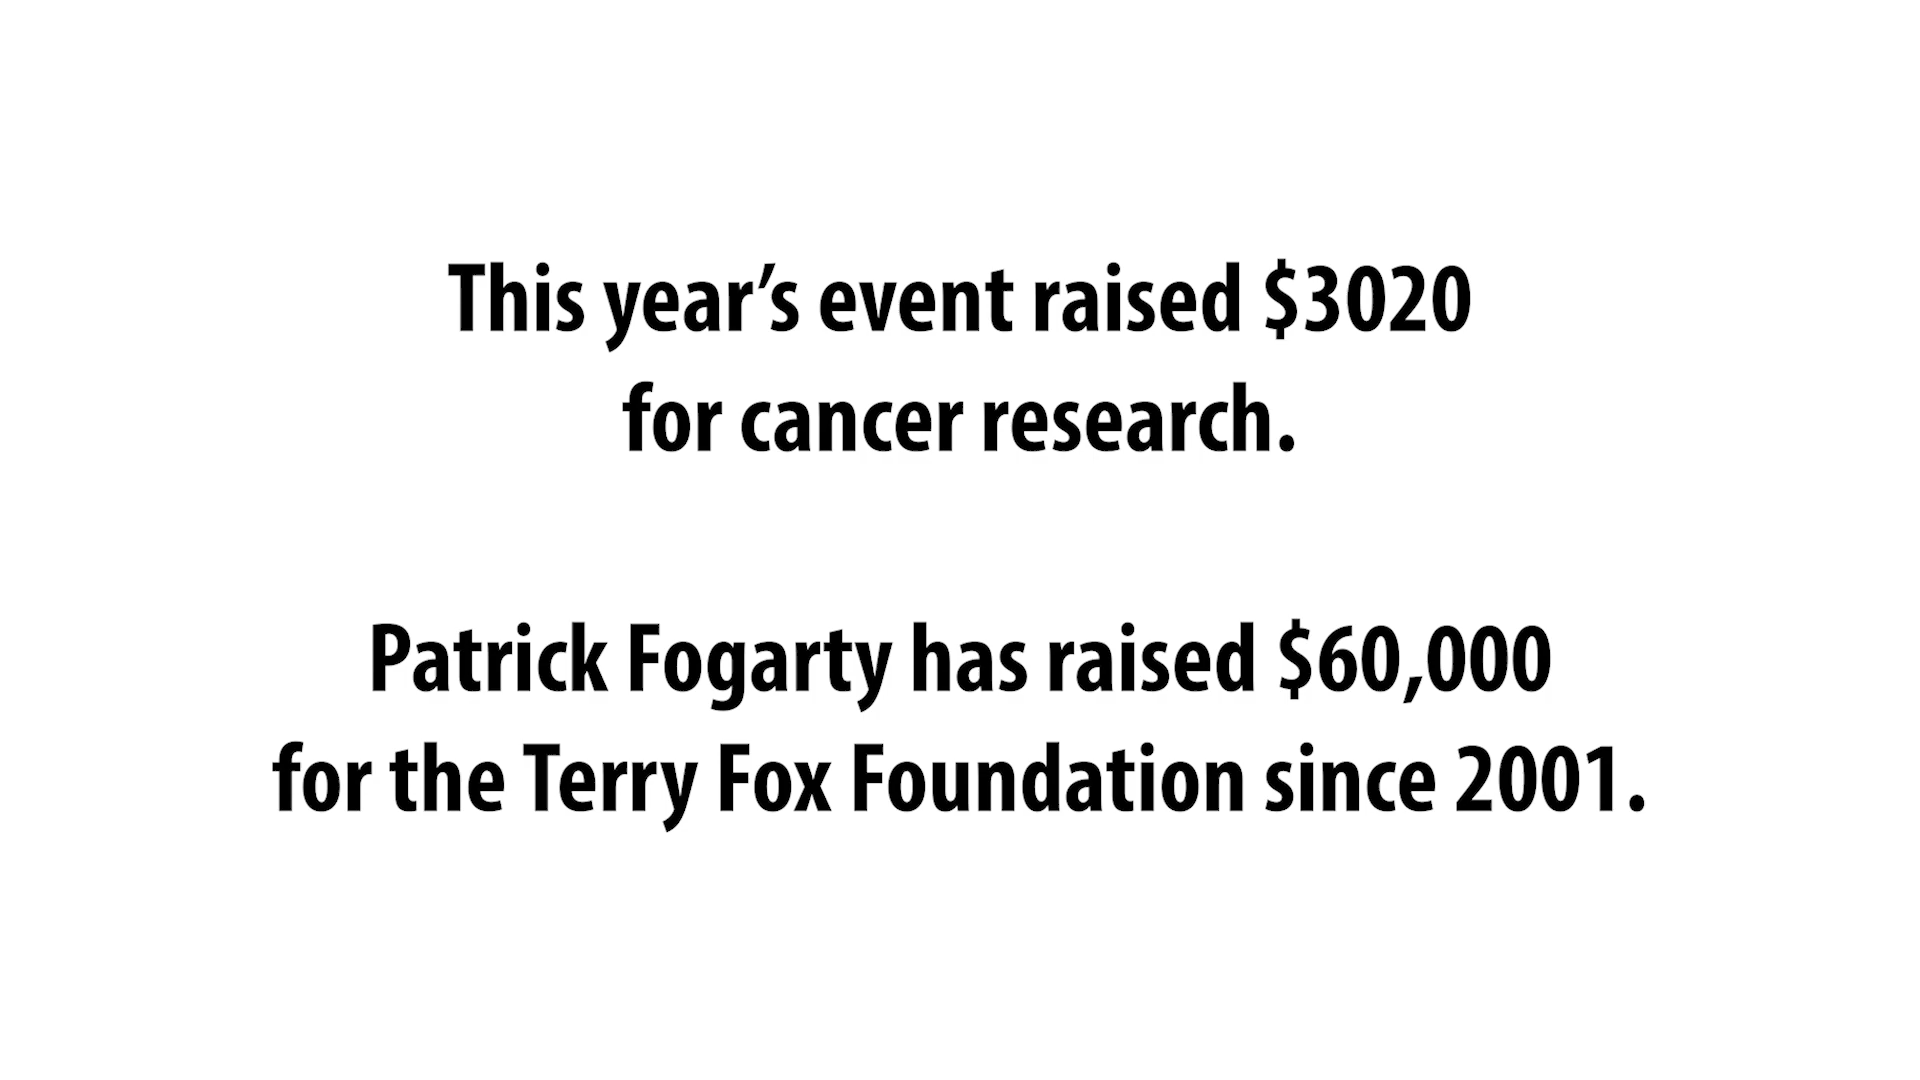 This year’s event raised $3020
for cancer research.
Patrick Fogarty has raised $60,000
for the Terry Fox Foundation since 2001.